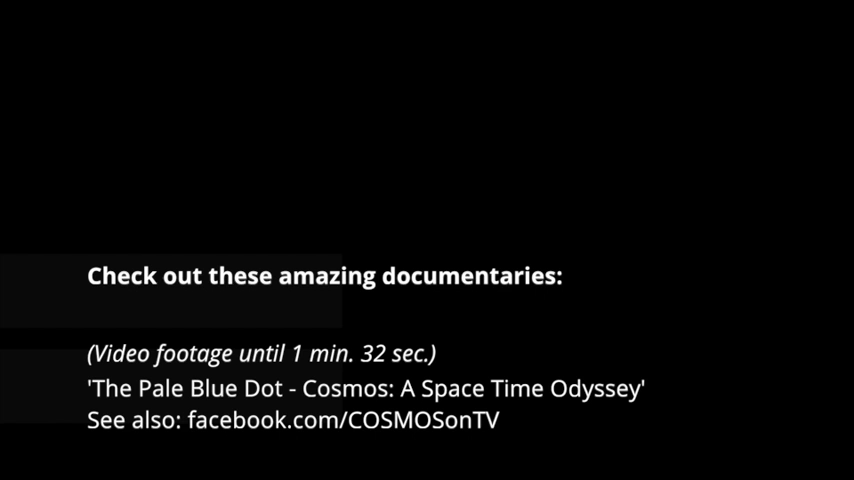 Check out these amazing documentaries:
(Video footage until 1 min. 32 sec.)
'The Pale Blue Dot - Cosmos: A Space Time Odyssey'
See also: facebook.com/COSMOSonTV